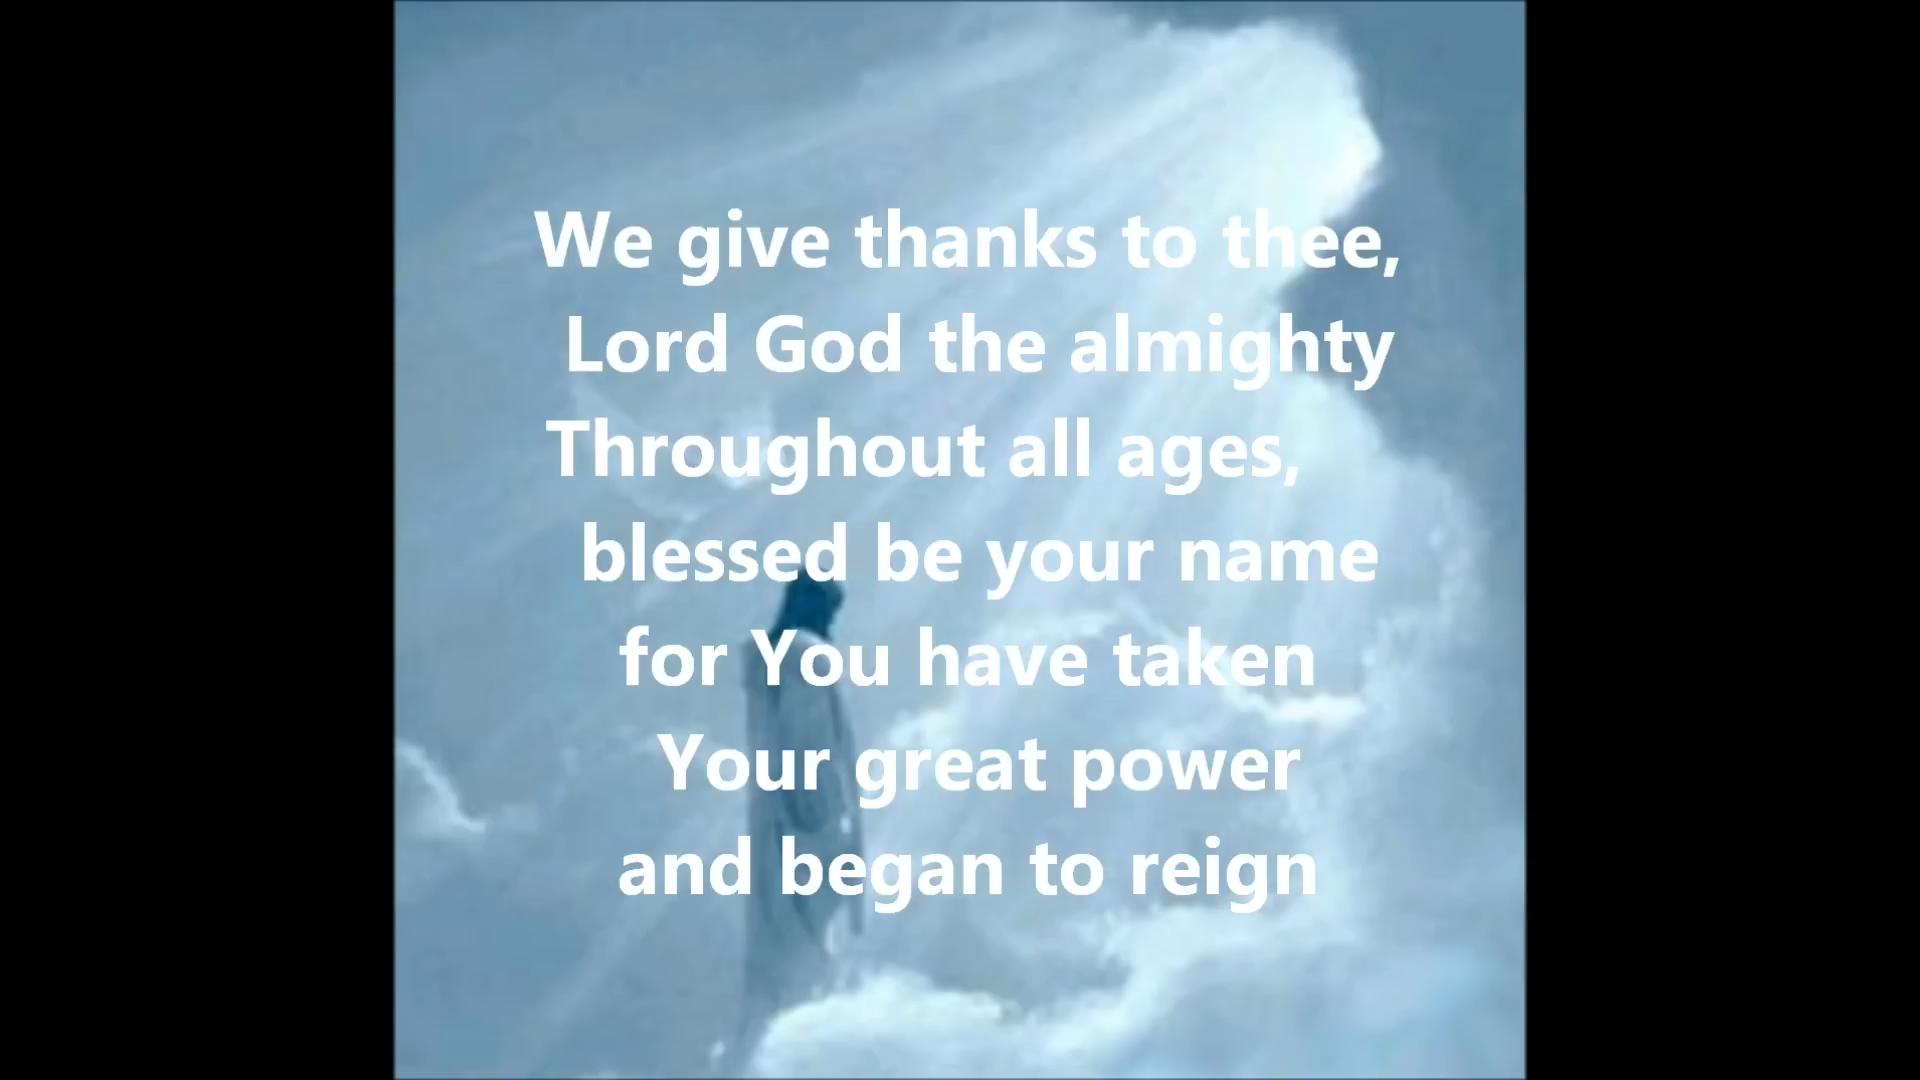 We give thanks to thee,
Lord God the almighty
Throughout all ages,
blessed be your name
for You have taken
Your great power
and began to reign